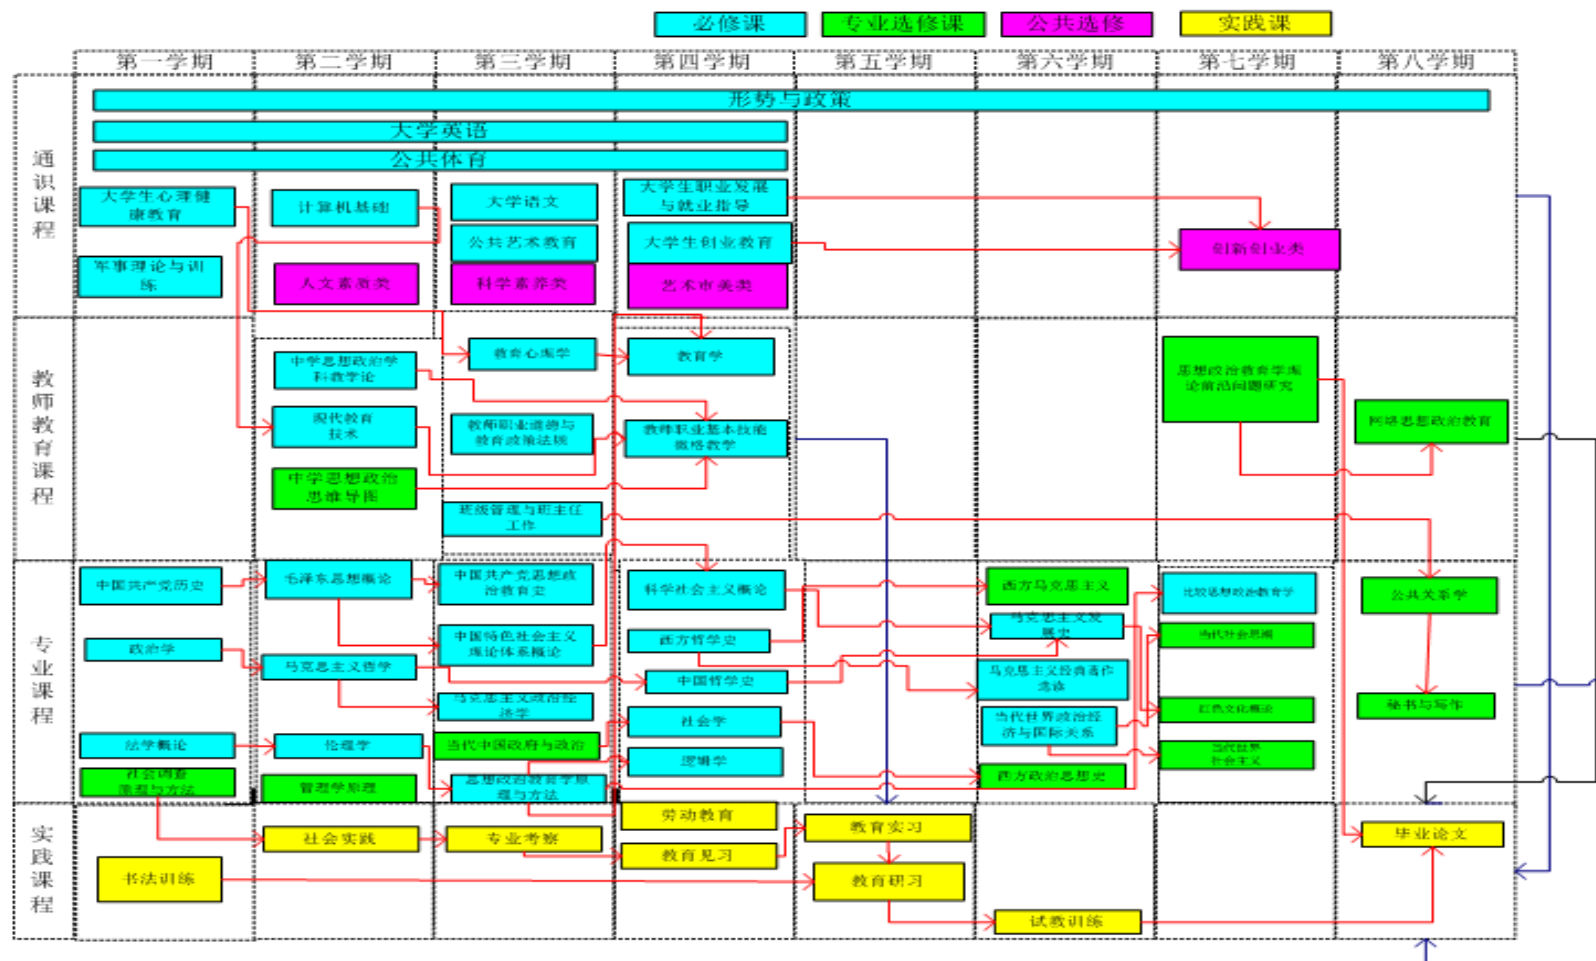 必修课
专业选修课
公共选修
实践课
第一学期
第二学期
第三学期
第四学期
第五学期
第六学期
第七学期
第八学期
通识课程
形势与政策
大学英语
公共体育
大学生心理健
康教育
计算机基础
大学语文
大学生职业发展
与就业指导
公共艺术教育
大学生创业教育
创新创业类
军事理论与训
练
人文素质类
科学素养类
艺术审美类
教师教育课程
中学思想政治学
科教学论
教育心理学
教育学
思想政治教育学理
论前沿问题研究
现代教育
技术
教师职业道德与
教育政策法规
教师职业基本技能
微格教学
网络思想政治教育
中学思想政治
思维导图
班级管理与班主任
工作
专业课程
中国共产党历史
毛泽东思想概论
中国共产党思想政
治教育史
科学社会主义概论
西方马克思主义
比较思想政治教育学
公共关系学
政治学
马克思主义哲学
中国特色社会主义
理论体系概论
西方哲学史
马克思主义发
展史
当代社会思潮
中国哲学史
马克思主义经典著作
选读
马克思主义政治经
济学
社会学
当代世界政治经
济与国际关系
红色文化概论
秘书与写作
法学概论
伦理学
当代中国政府与政治
逻辑学
西方政治思想史
当代世界
社会主义
社会调查
原理与方法
管理学原理
思想政治教育学原
理与方法
实践课程
劳动教育
社会实践
专业考察
教育见习
教育实习
毕业论文
书法训练
教育研习
试教训练